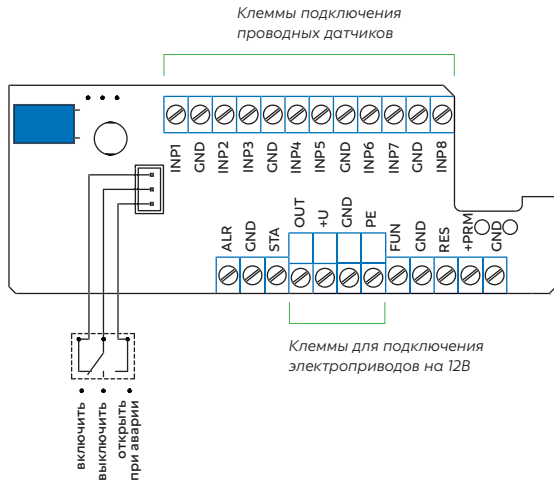 Клеммы подключения
проводных датчиков
INP1 GND INP2 INP3 GND INP4 INP5 GND INP6 INP7 GND INP8
ALR GND STA OUT +U GND PE FUN GND RES +PRM GND
Клеммы для подключения
электроприводов на 12В
включить
выключить
открыть
при аварии